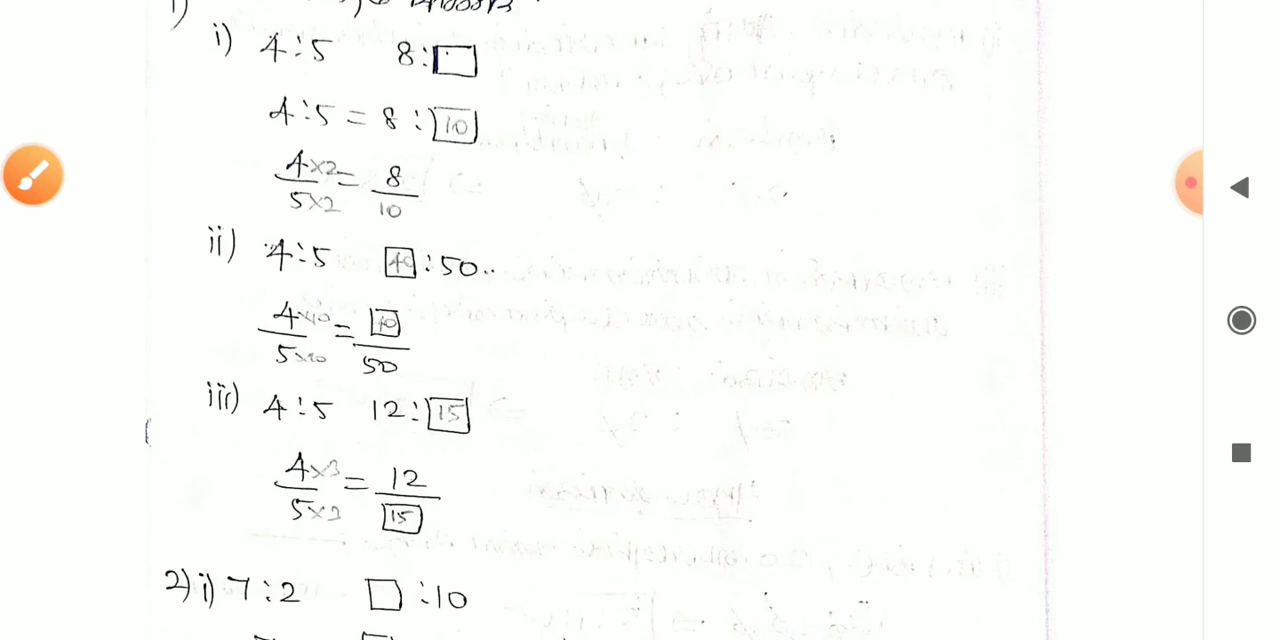 1)
i) 4:5 8:☐
4:5 = 8:10
4×2/5×2 = 8/10
ii) 4:5 40:50
4×10/5×10 = 40/50
iii) 4:5 12:15
4×3/5×3 = 12/15
2) i) 7:2 ☐:10